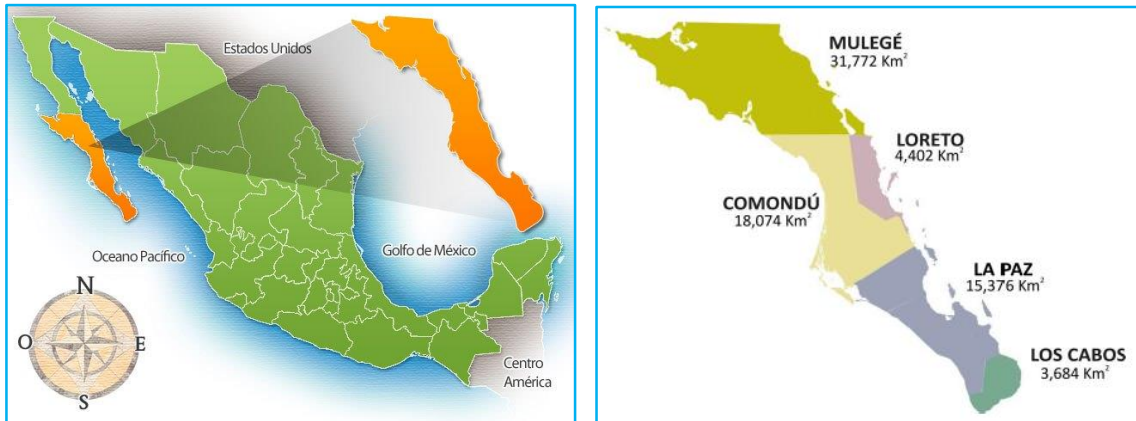 Estados Unidos
Oceano Pacífico
Golfo de México
Centro
América
N
O
E
S
MULEGÉ
31,772 Km²
LORETO
4,402 Km²
COMONDÚ
18,074 Km²
LA PAZ
15,376 Km²
LOS CABOS
3,684 Km²